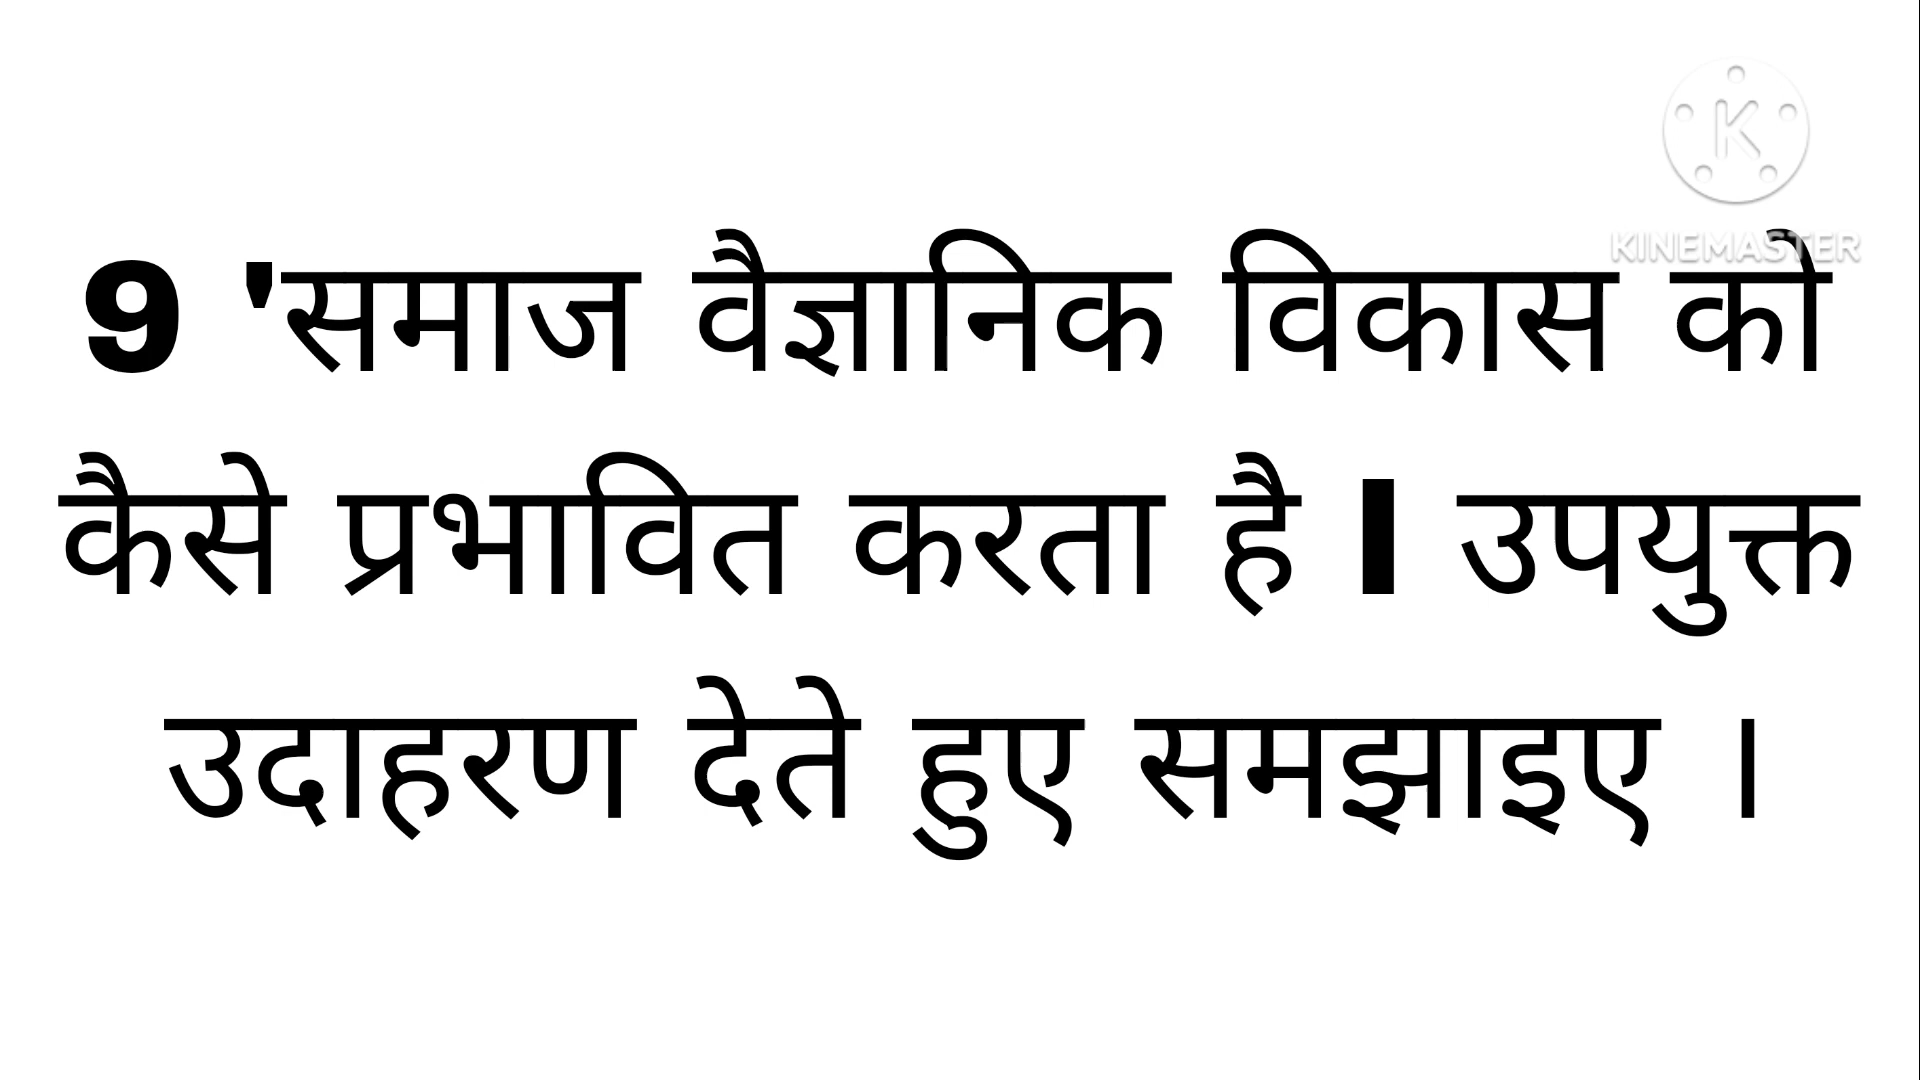 KINEMASTER
9 'समाज वैज्ञानिक विकास को
कैसे प्रभावित करता है I उपयुक्त
उदाहरण देते हुए समझाइए ।